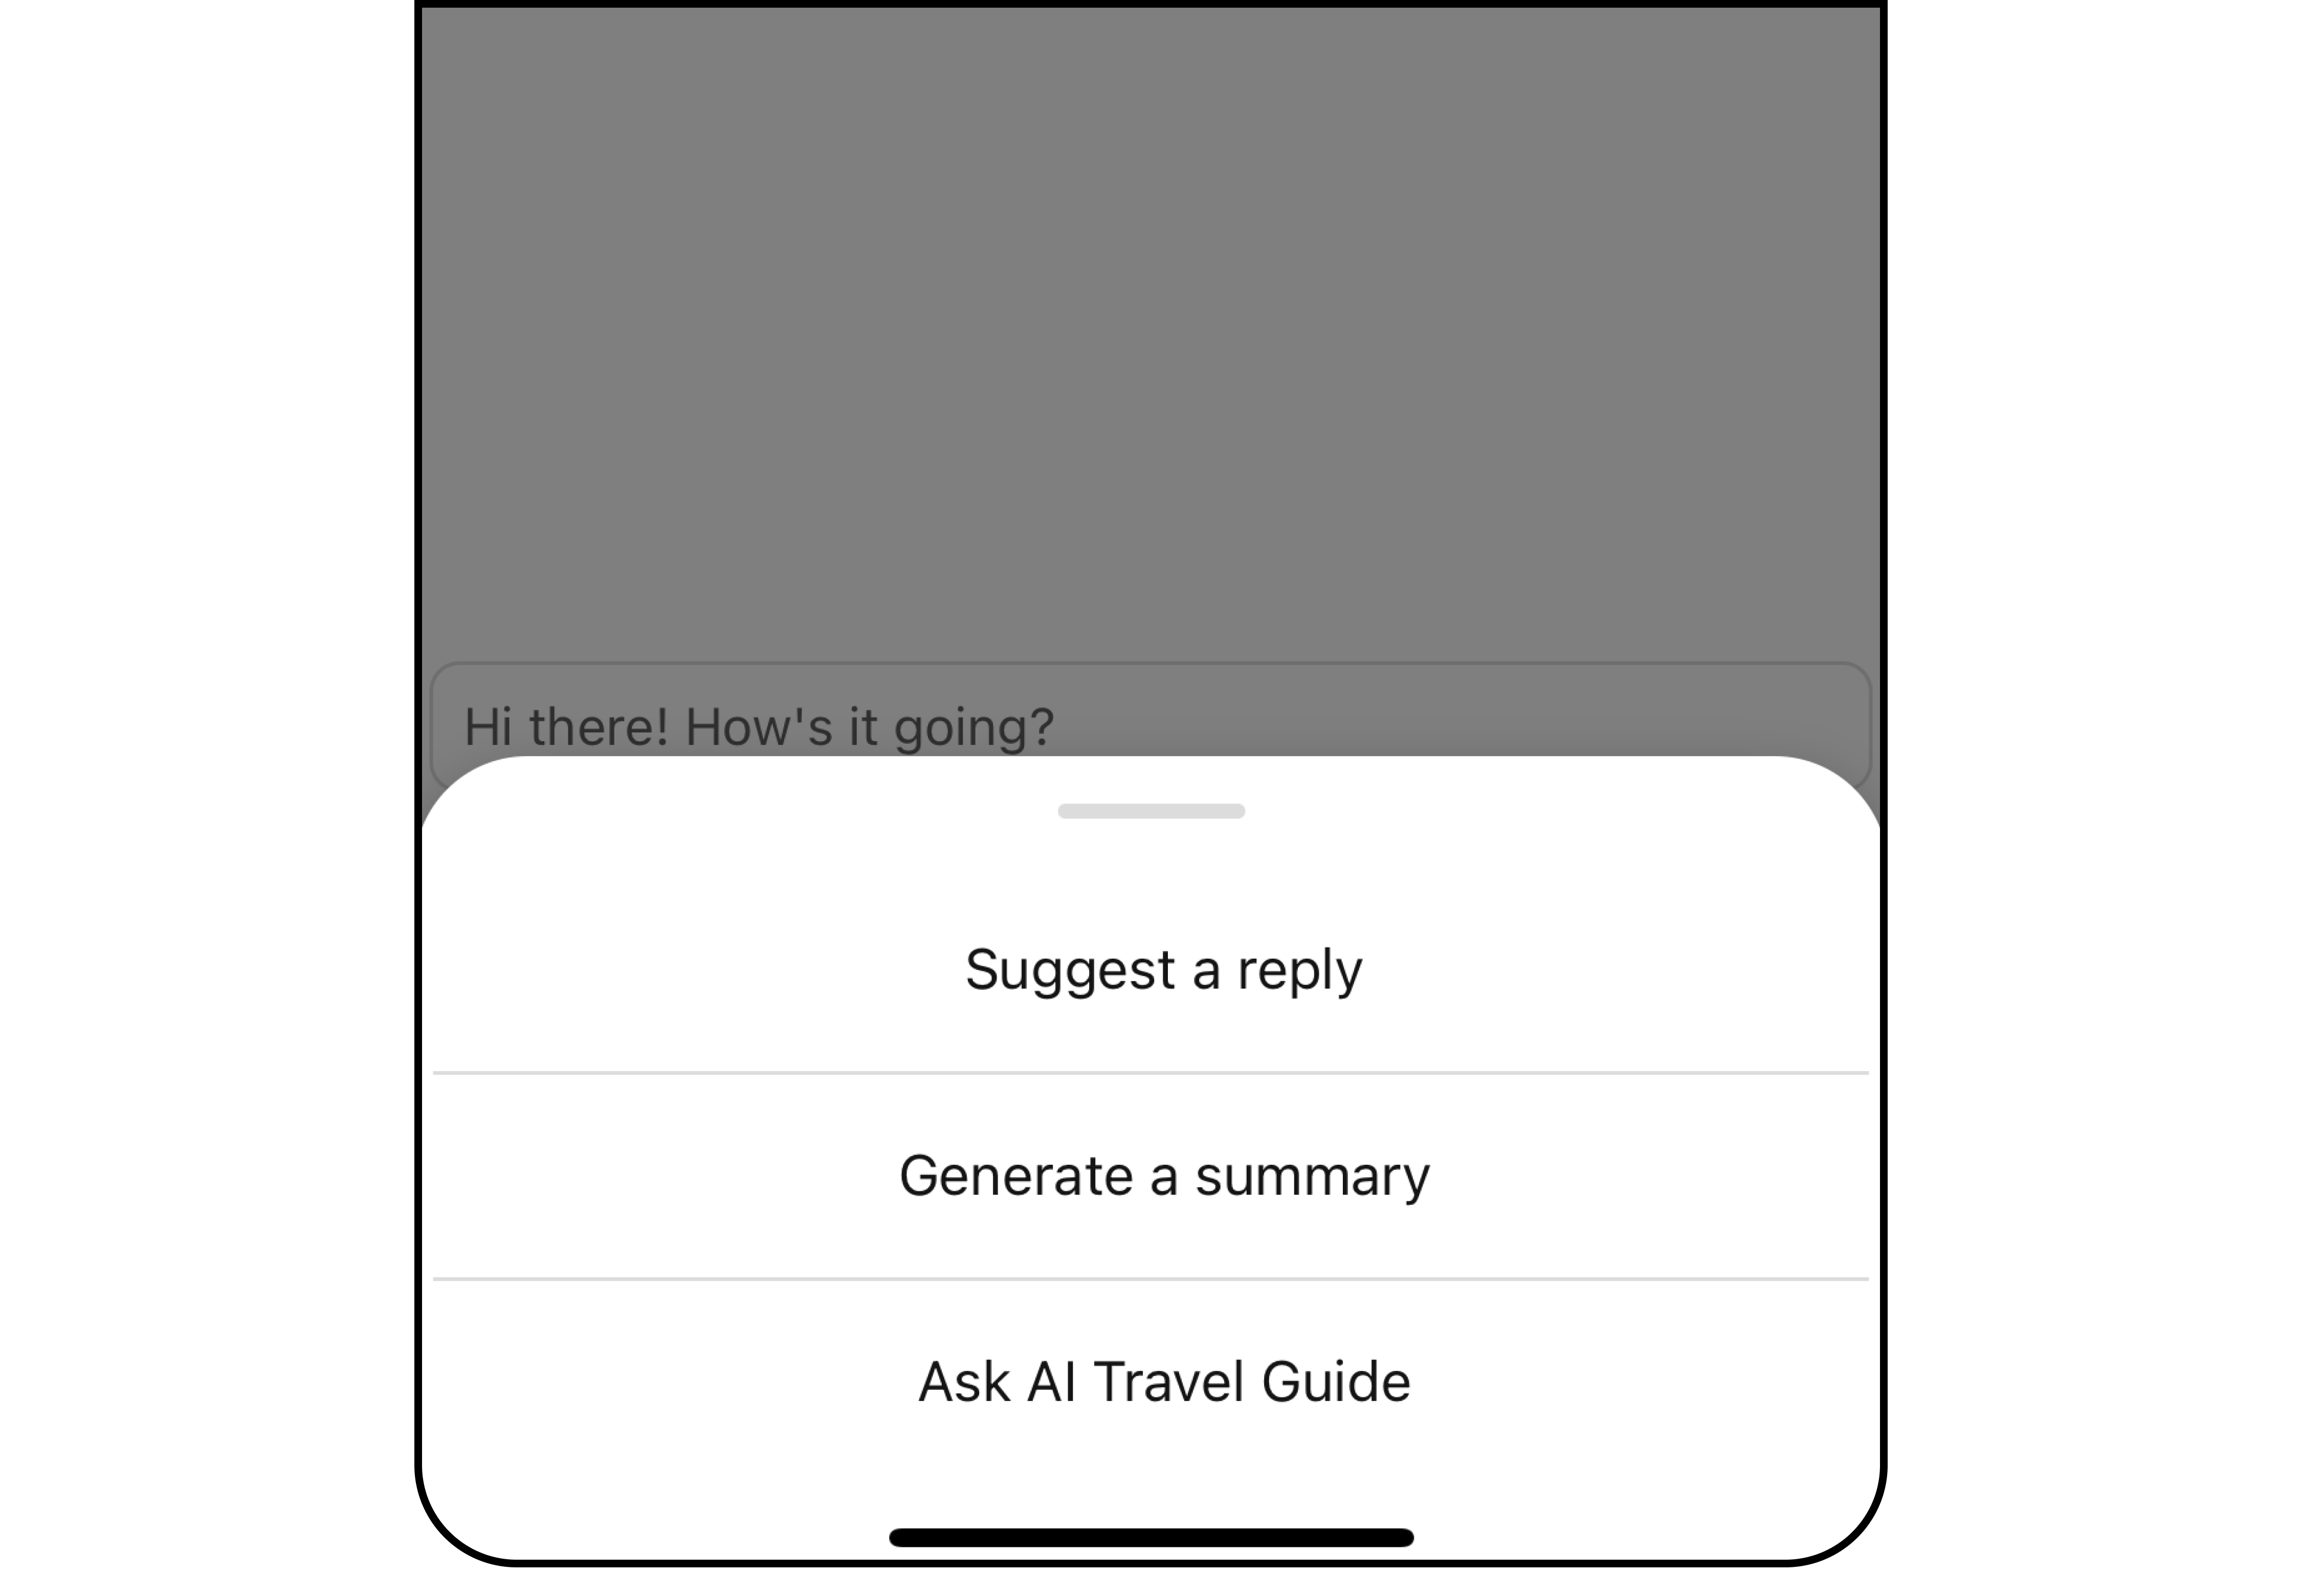 Hi there! How's it going?
Suggest a reply
Generate a summary
Ask AI Travel Guide